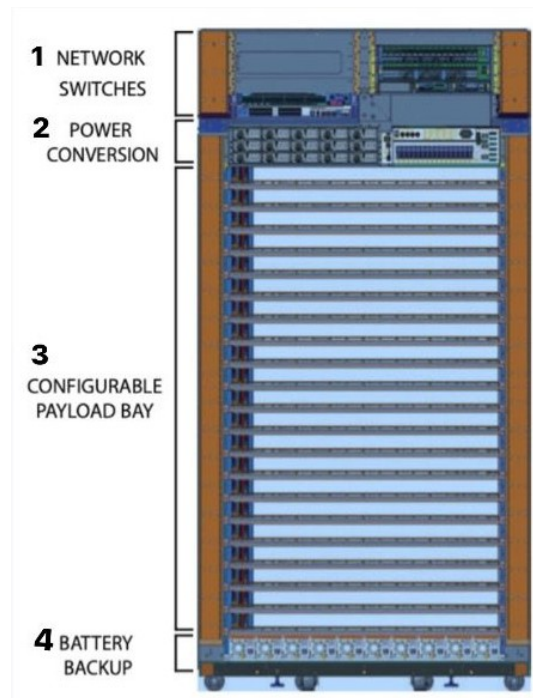 1 NETWORK
SWITCHES
2 POWER
CONVERSION
3
CONFIGURABLE
PAYLOAD BAY
4 BATTERY
BACKUP